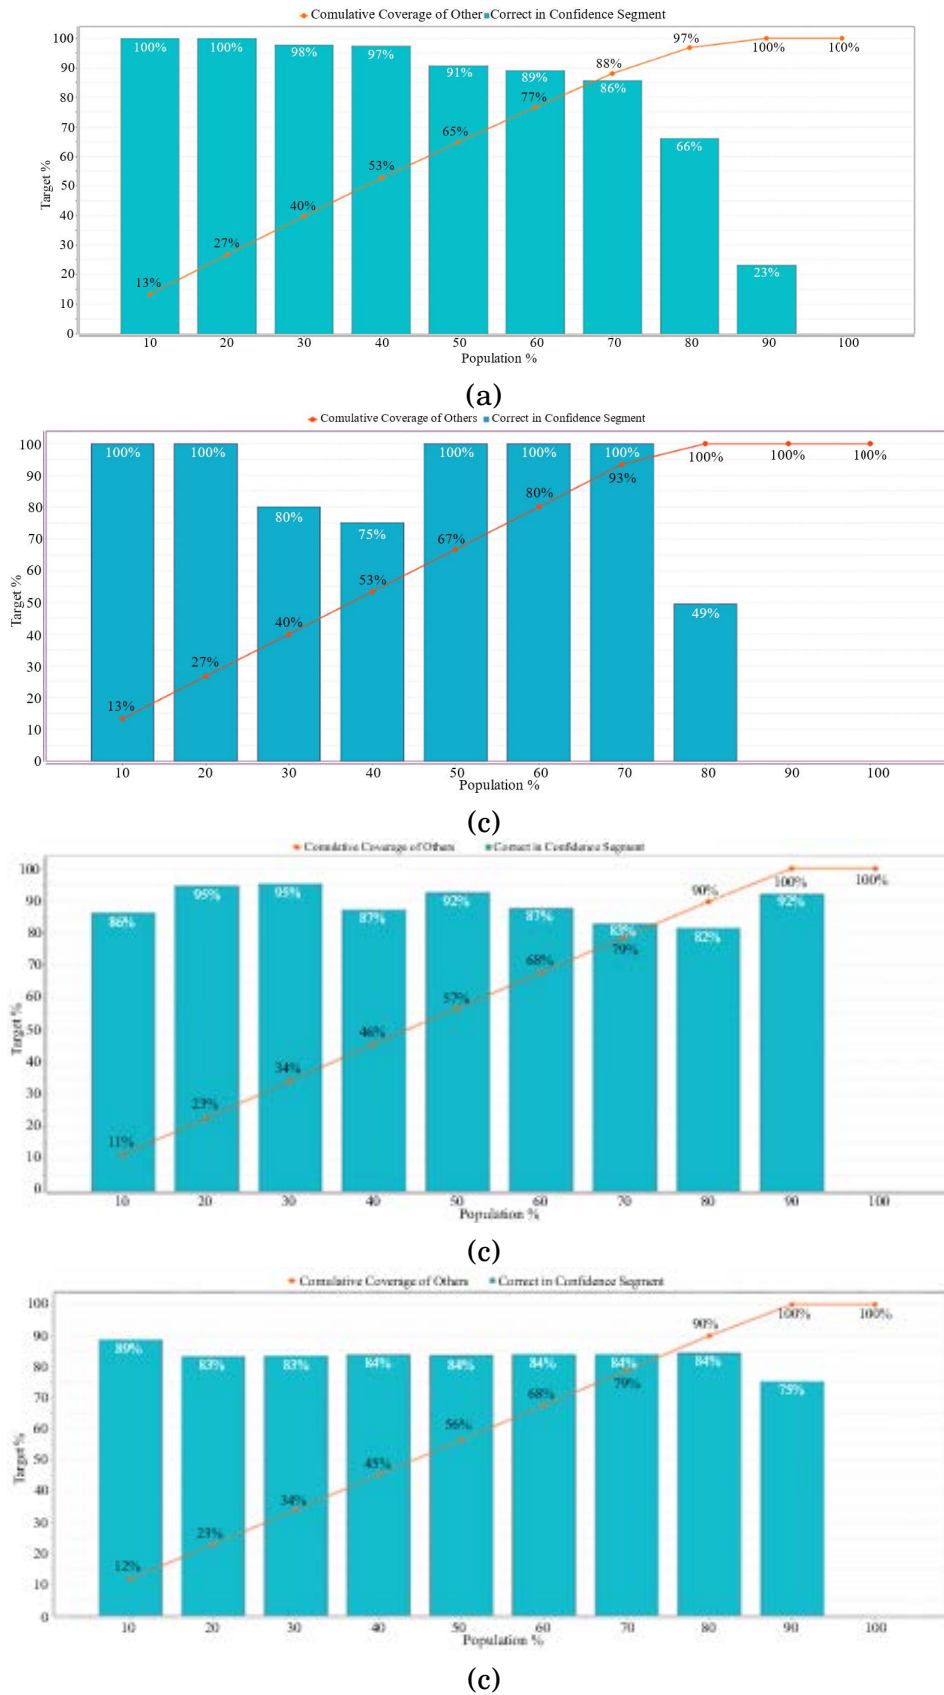 Comulative Coverage of Other Correct in Confidence Segment
100% 100% 98% 97% 91% 89% 86% 66% 23%
13% 27% 40% 53% 65% 77% 88% 97% 100% 100%
Target %
100
90
80
70
60
50
40
30
20
10
0
10 20 30 40 50 60 70 80 90 100
Population %
(a)
Comulative Coverage of Others Correct in Confidence Segment
100% 100% 80% 75% 100% 100% 100% 49%
13% 27% 40% 53% 67% 80% 93% 100% 100% 100%
Target %
100
90
80
70
60
50
40
30
20
10
0
10 20 30 40 50 60 70 80 90 100
Population %
(c)
Comulative Coverage of Others Correct in Confidence Segment
86% 95% 95% 87% 92% 87% 83% 82% 92%
11% 23% 34% 46% 57% 68% 79% 90% 100% 100%
Target %
100
90
80
70
60
50
40
30
20
10
0
10 20 30 40 50 60 70 80 90 100
Population %
(c)
Comulative Coverage of Others Correct in Confidence Segment
89% 83% 83% 84% 84% 84% 84% 84% 75%
12% 23% 34% 45% 56% 68% 79% 90% 100% 100%
Target %
100
90
80
70
60
50
40
30
20
10
0
10 20 30 40 50 60 70 80 90 100
Population %
(c)